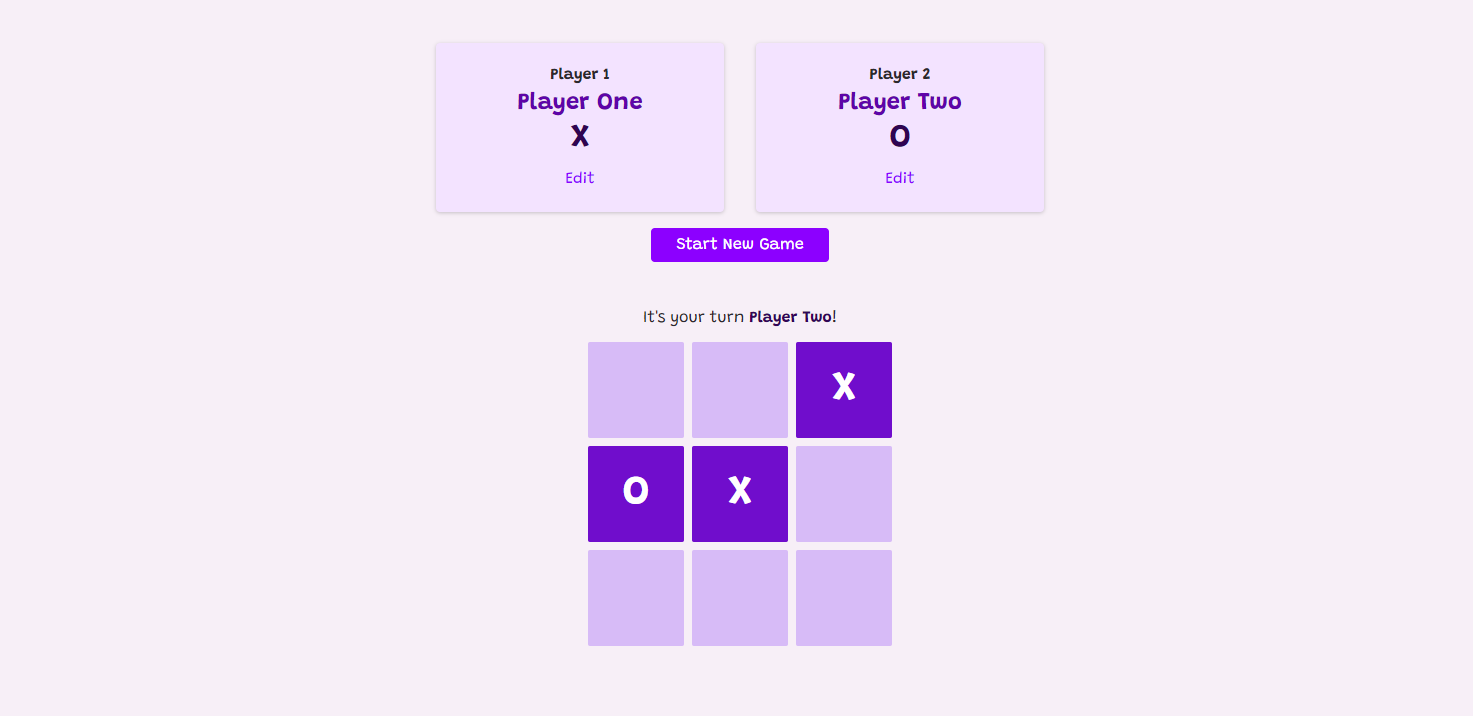 Player 1
Player One
X
Edit
Player 2
Player Two
O
Edit
Start New Game
It's your turn Player Two!
X
O X